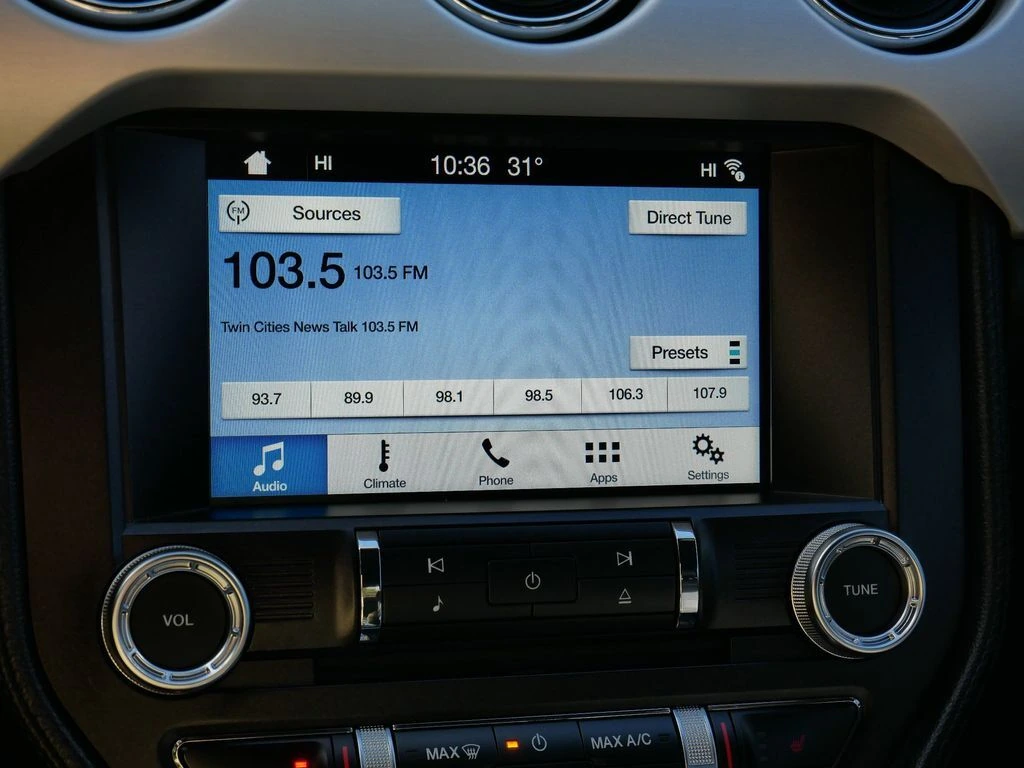 HI 10:36 31° HI
FM Sources Direct Tune
103.5 103.5 FM
Twin Cities News Talk 103.5 FM
Presets
93.7 89.9 98.1 98.5 106.3 107.9
Audio Climate Phone Apps Settings
VOL TUNE
MAX MAX A/C